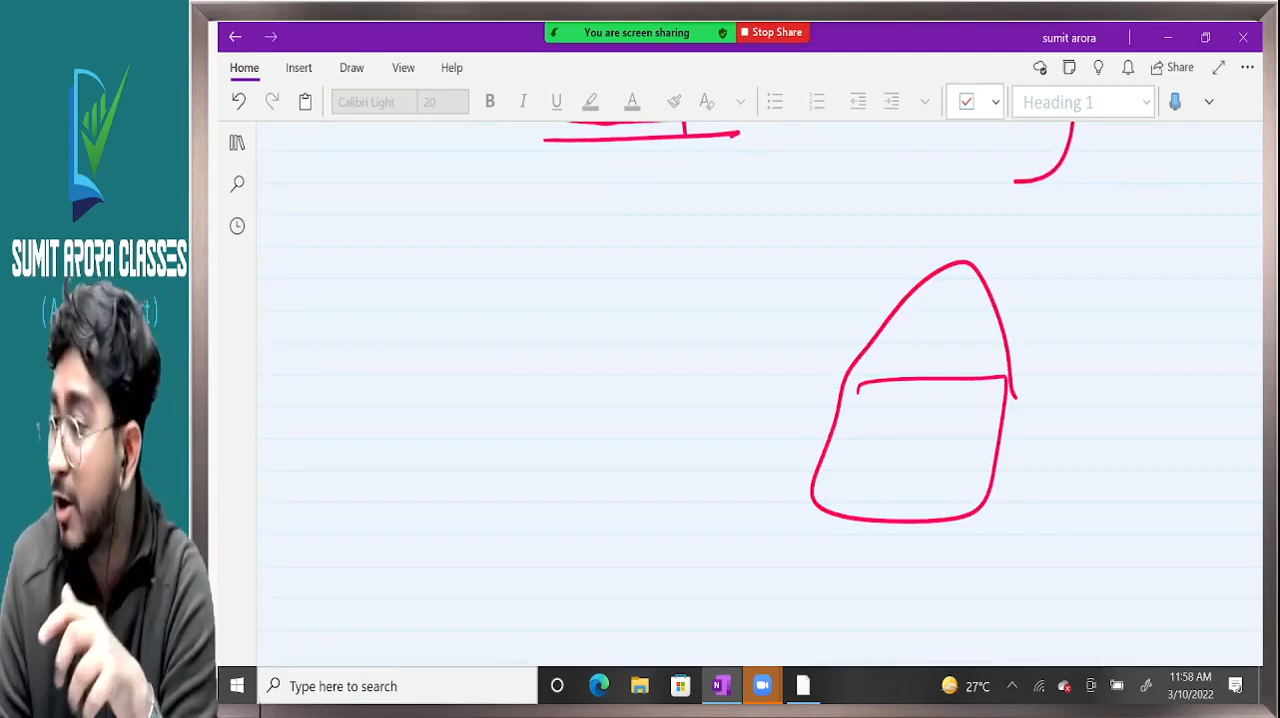 You are screen sharing
Stop Share
sumit arora
Home
Insert
Draw
View
Help
Share
Calibri Light
20
B
I
U
A
Heading 1
SUMIT ARORA CLASSES
Type here to search
27°C
11:58 AM
3/10/2022